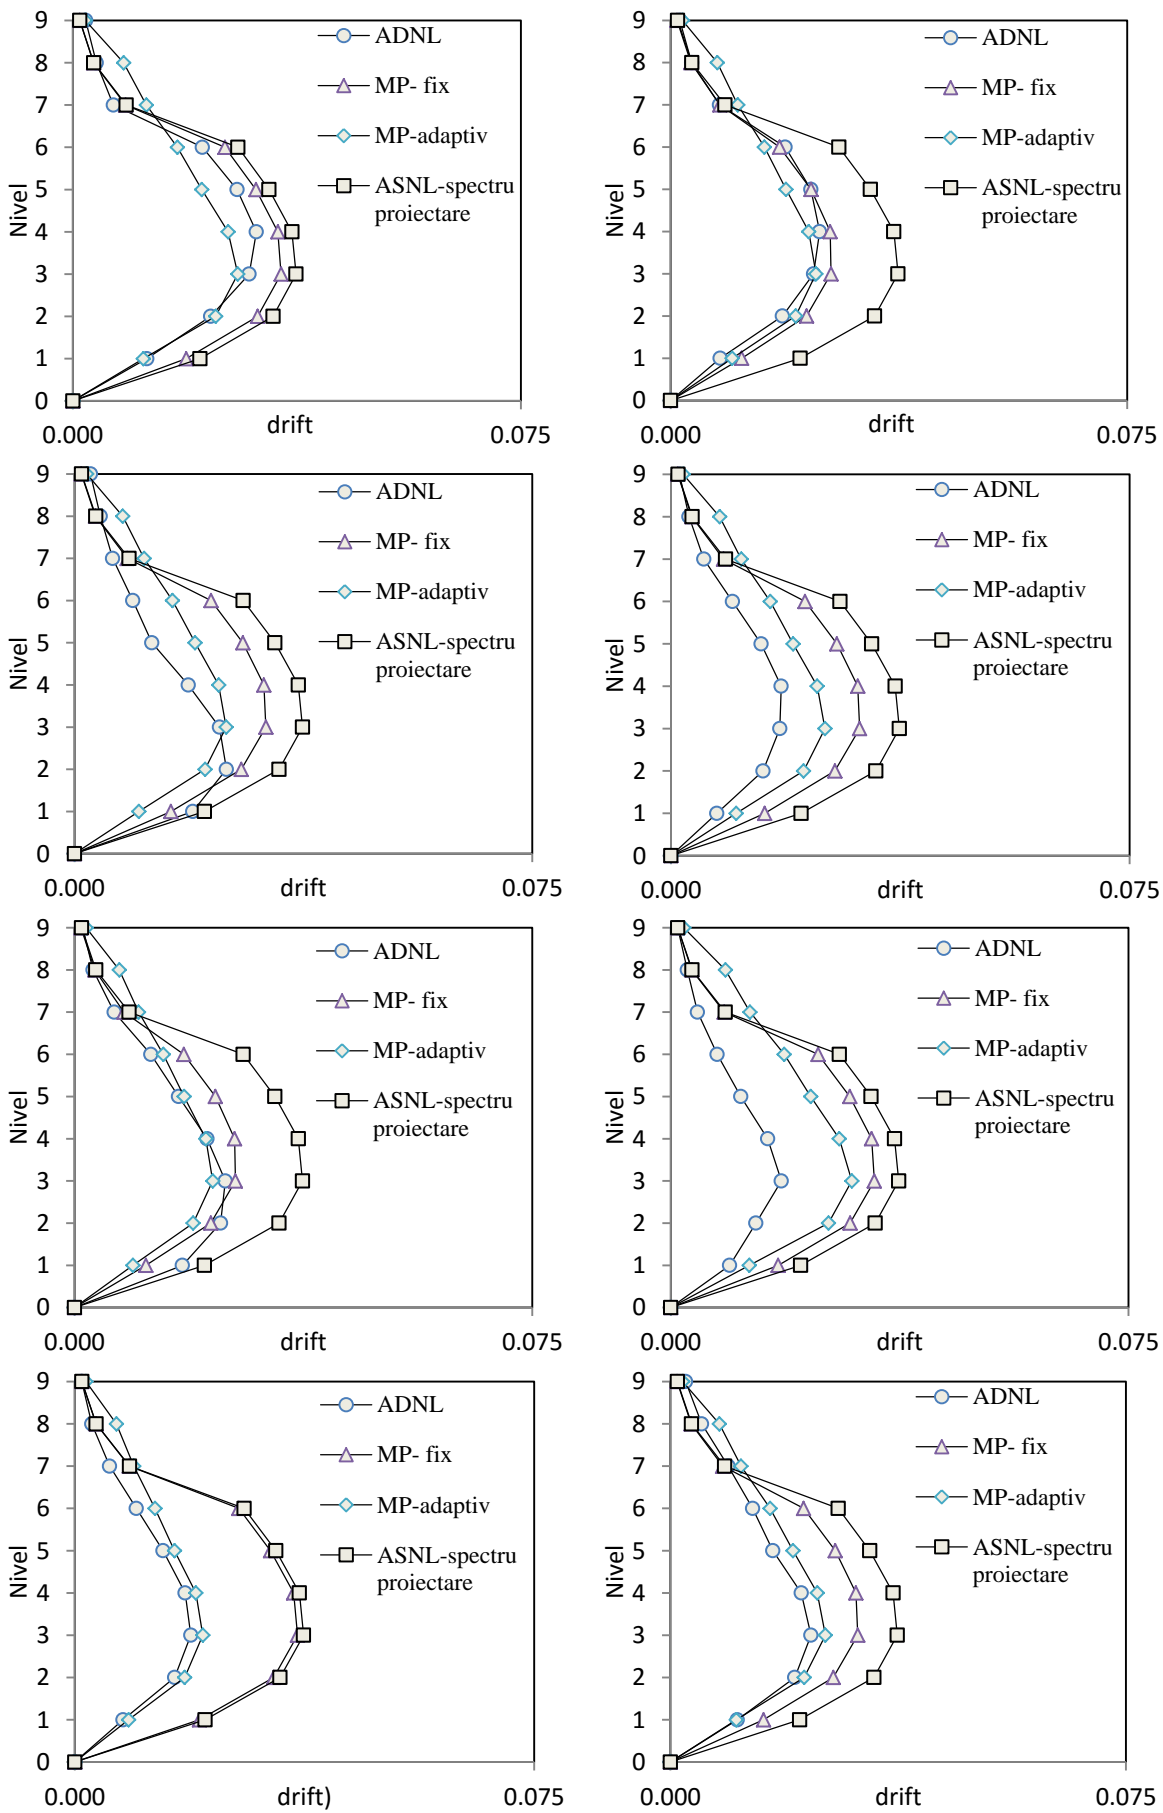 9
8
7
6
5
4
3
2
1
0
Nivel
ADNL
MP- fix
MP-adaptiv
ASNL-spectru
proiectare
drift
0.000
0.075
9
8
7
6
5
4
3
2
1
0
Nivel
ADNL
MP- fix
MP-adaptiv
ASNL-spectru
proiectare
drift
0.000
0.075
9
8
7
6
5
4
3
2
1
0
Nivel
ADNL
MP- fix
MP-adaptiv
ASNL-spectru
proiectare
0.000
drift
0.075
9
8
7
6
5
4
3
2
1
0
Nivel
ADNL
MP- fix
MP-adaptiv
ASNL-spectru
proiectare
0.000
drift
0.075
9
8
7
6
5
4
3
2
1
0
Nivel
ADNL
MP- fix
MP-adaptiv
ASNL-spectru
proiectare
0.000
drift
0.075
9
8
7
6
5
4
3
2
1
0
Nivel
ADNL
MP- fix
MP-adaptiv
ASNL-spectru
proiectare
0.000
drift
0.075
9
8
7
6
5
4
3
2
1
0
Nivel
ADNL
MP- fix
MP-adaptiv
ASNL-spectru
proiectare
0.000
drift)
0.075
9
8
7
6
5
4
3
2
1
0
Nivel
ADNL
MP- fix
MP-adaptiv
ASNL-spectru
proiectare
0.000
drift
0.075